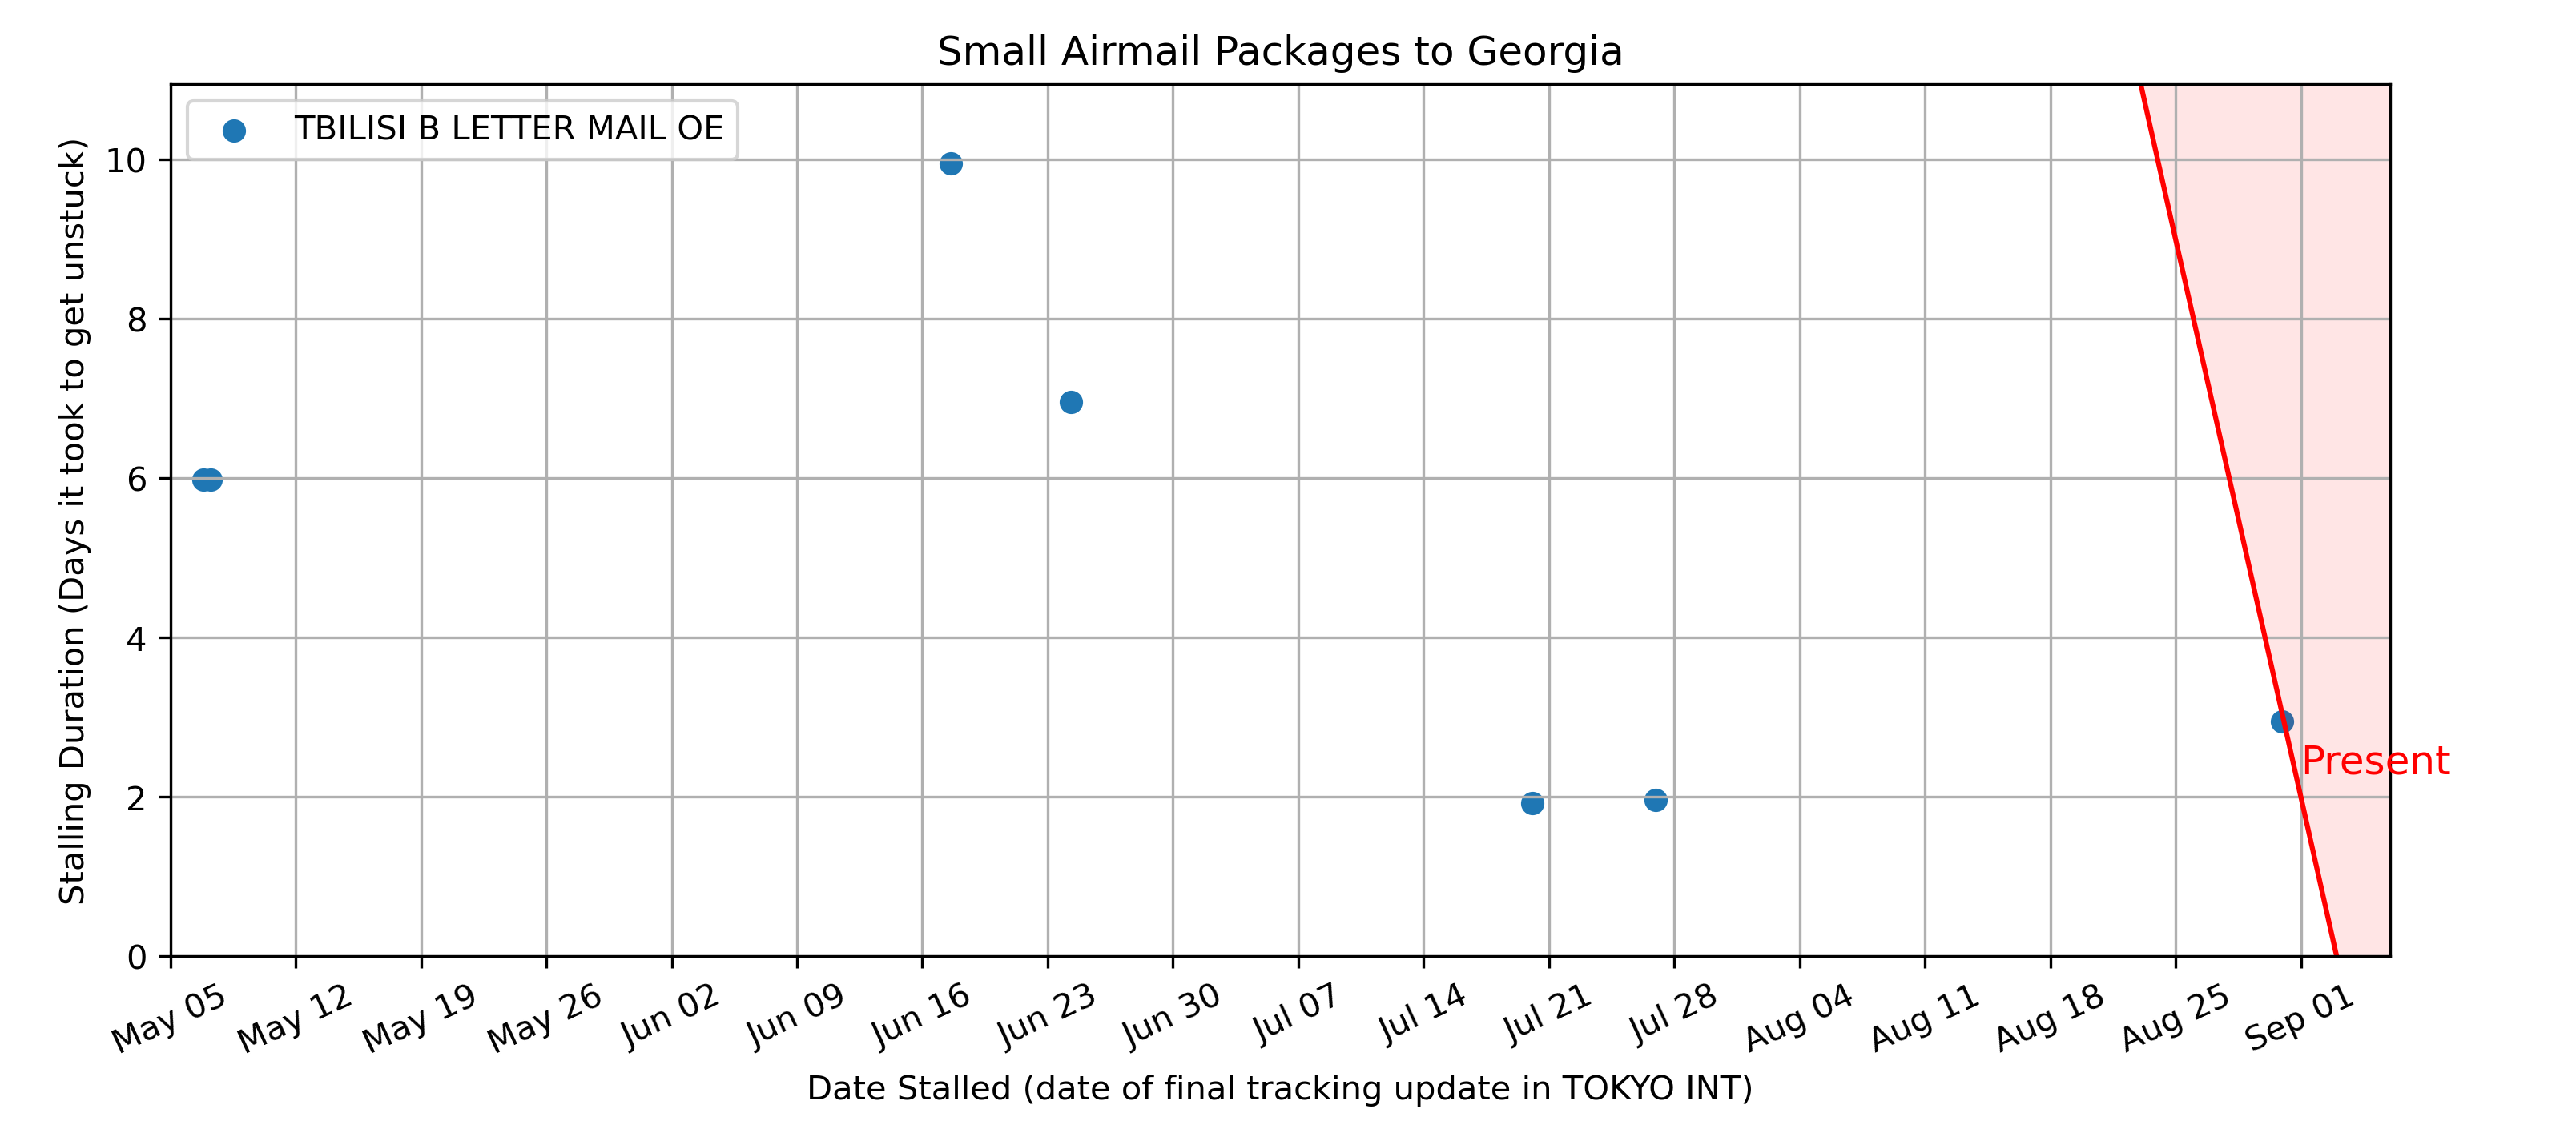 Small Airmail Packages to Georgia
TBILISI B LETTER MAIL OE
Stalling Duration (Days it took to get unstuck)
10
8
6
4
2
0
Present
May 05
May 12
May 19
May 26
Jun 02
Jun 09
Jun 16
Jun 23
Jun 30
Jul 07
Jul 14
Jul 21
Jul 28
Aug 04
Aug 11
Aug 18
Aug 25
Sep 01
Date Stalled (date of final tracking update in TOKYO INT)